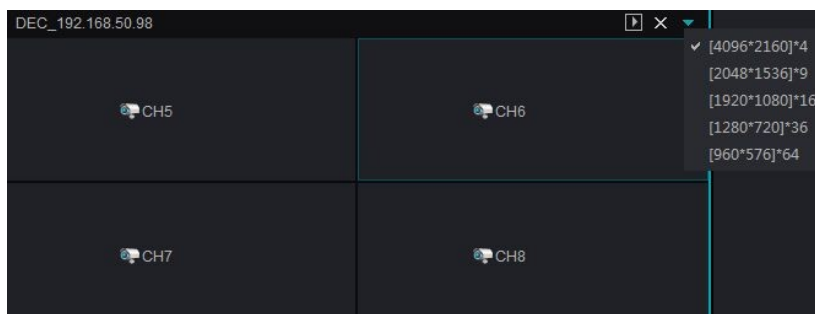 DEC_192.168.50.98
[4096*2160]*4
[2048*1536]*9
[1920*1080]*16
[1280*720]*36
[960*576]*64
CH5
CH6
CH7
CH8